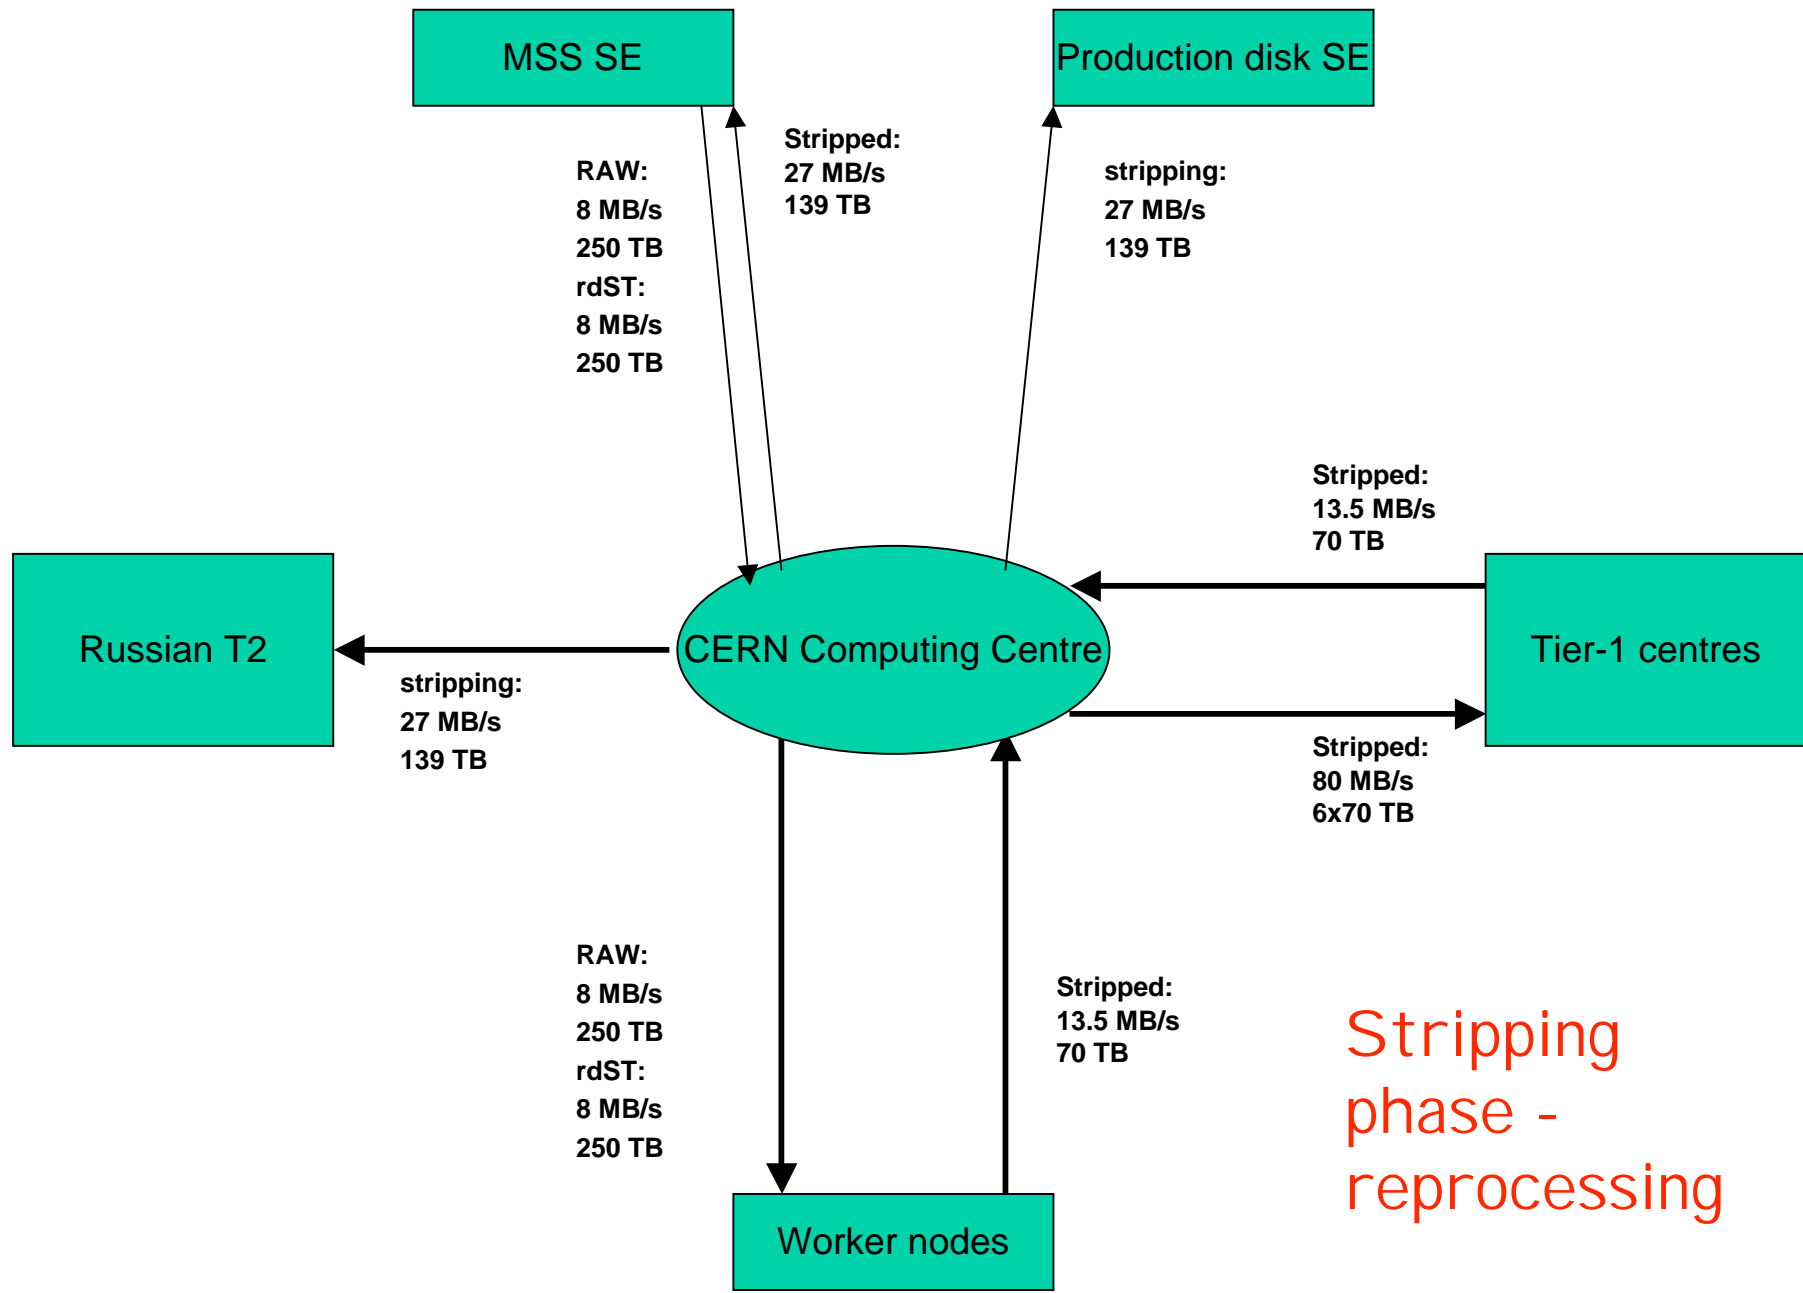 MSS SE
Production disk SE
RAW:
8 MB/s
250 TB
rdST:
8 MB/s
250 TB
Stripped:
27 MB/s
139 TB
stripping:
27 MB/s
139 TB
Stripped:
13.5 MB/s
70 TB
Russian T2
CERN Computing Centre
Tier-1 centres
stripping:
27 MB/s
139 TB
Stripped:
80 MB/s
6x70 TB
RAW:
8 MB/s
250 TB
rdST:
8 MB/s
250 TB
Stripped:
13.5 MB/s
70 TB
Stripping
phase -
reprocessing
Worker nodes